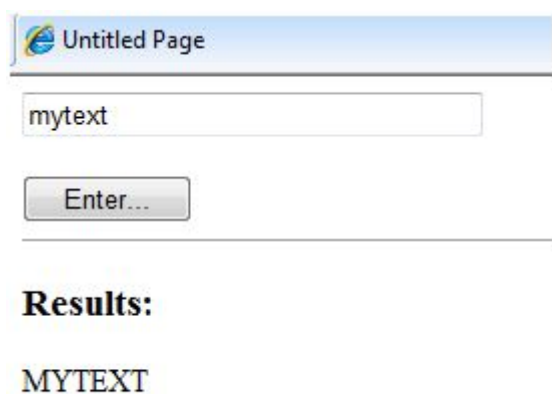 Untitled Page
mytext
Enter...
Results:
MYTEXT